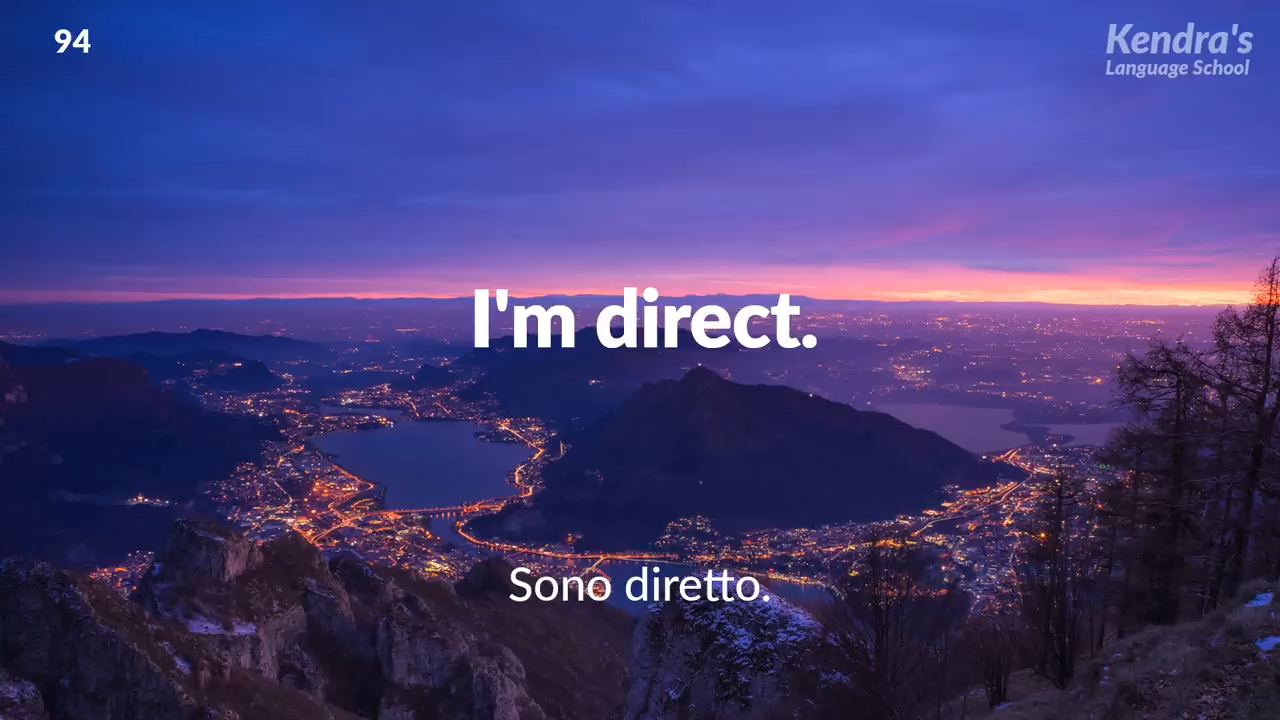 94
Kendra's
Language School
I'm direct.
Sono diretto.